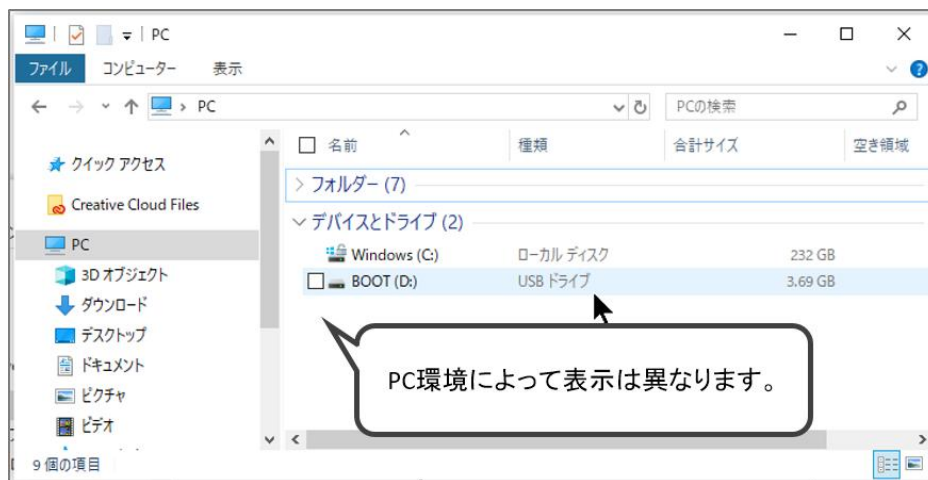 PC
ファイル コンピューター 表示
PC
PCの検索
名前 種類 合計サイズ 空き領域
クイック アクセス
Creative Cloud Files
PC
3D オブジェクト
ダウンロード
デスクトップ
ドキュメント
ピクチャ
ビデオ
フォルダー (7)
デバイスとドライブ (2)
Windows (C:) ローカル ディスク 232 GB
BOOT (D:) USB ドライブ 3.69 GB
PC環境によって表示は異なります。
9 個の項目